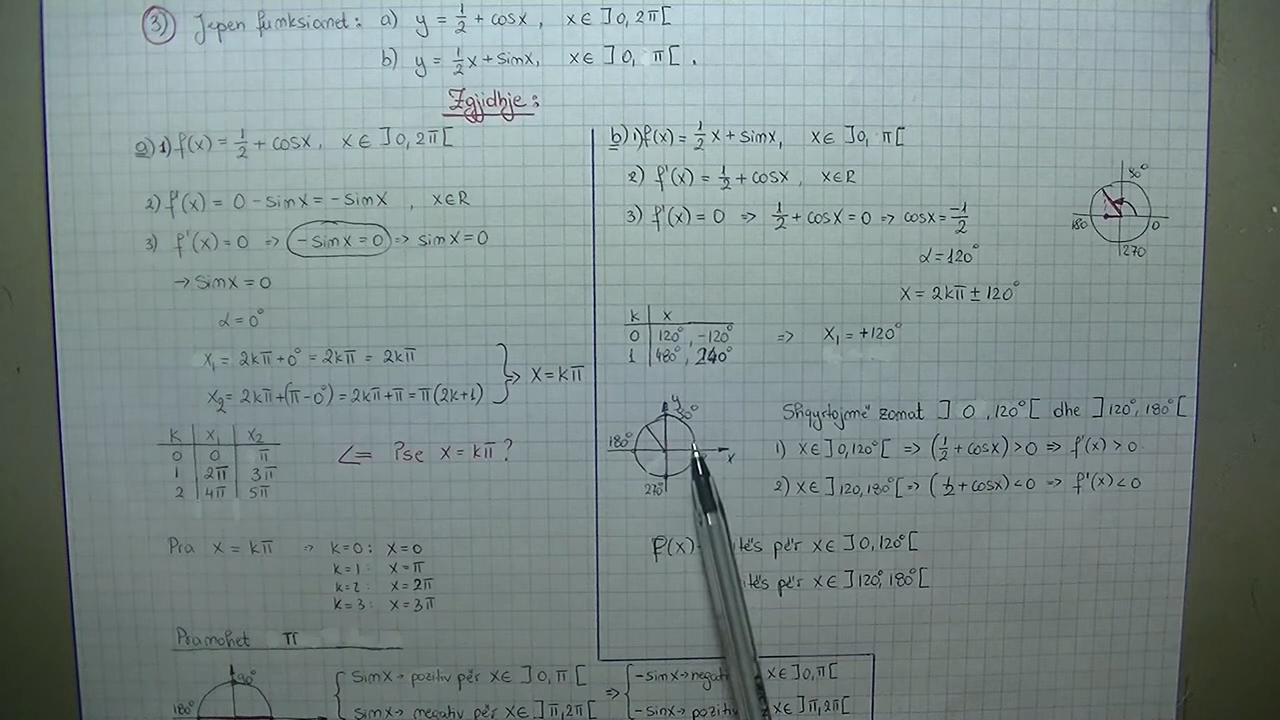 3) Jepen funksionet: a) y = 1/2 + cosx, x∈]0,2π[
b) y = 1/2 x + sinx, x∈]0, π[.
Zgjidhje:
a) 1) f(x) = 1/2 + cosx, x∈]0,2π[
2) f'(x) = 0 - sinx = -sinx, x∈R
3) f'(x) = 0 => -sinx = 0 => sinx = 0
→ sinx = 0
α = 0°
x₁ = 2kπ + 0° = 2kπ = 2kπ
x₂ = 2kπ + (π - 0°) = 2kπ + π = π(2k+1)
=> x = kπ
k | x₁ | x₂
0 | 0 | π
1 | 2π | 3π
2 | 4π | 5π
<= Pse x = kπ?
Pra x = kπ => k=0: x=0
k=1: x=π
k=2: x=2π
k=3: x=3π
Pranohet π
90°
180°
sinx → pozitiv për x∈]0,π[
sinx → negativ për x∈]π,2π[
=> -sinx → negati x∈]0,π[
-sinx → pozitiv x∈]π,2π[
b) 1) f(x) = 1/2 x + sinx, x∈]0, π[
2) f'(x) = 1/2 + cosx, x∈R
3) f'(x) = 0 => 1/2 + cosx = 0 => cosx = -1/2
90°
180
0
270
α = 120°
x = 2kπ ± 120°
k | x
0 | 120°, -120°
1 | 480°, 240°
=> x₁ = +120°
y
180°
x
270°
Shqyrtojmë zonat ]0,120°[ dhe ]120°,180°[
1) x∈]0,120°[ => (1/2 + cosx) > 0 => f'(x) > 0
2) x∈]120,180°[ => (1/2 + cosx) < 0 => f'(x) < 0
F(x) itës për x∈]0,120°[
itës për x∈]120°,180°[